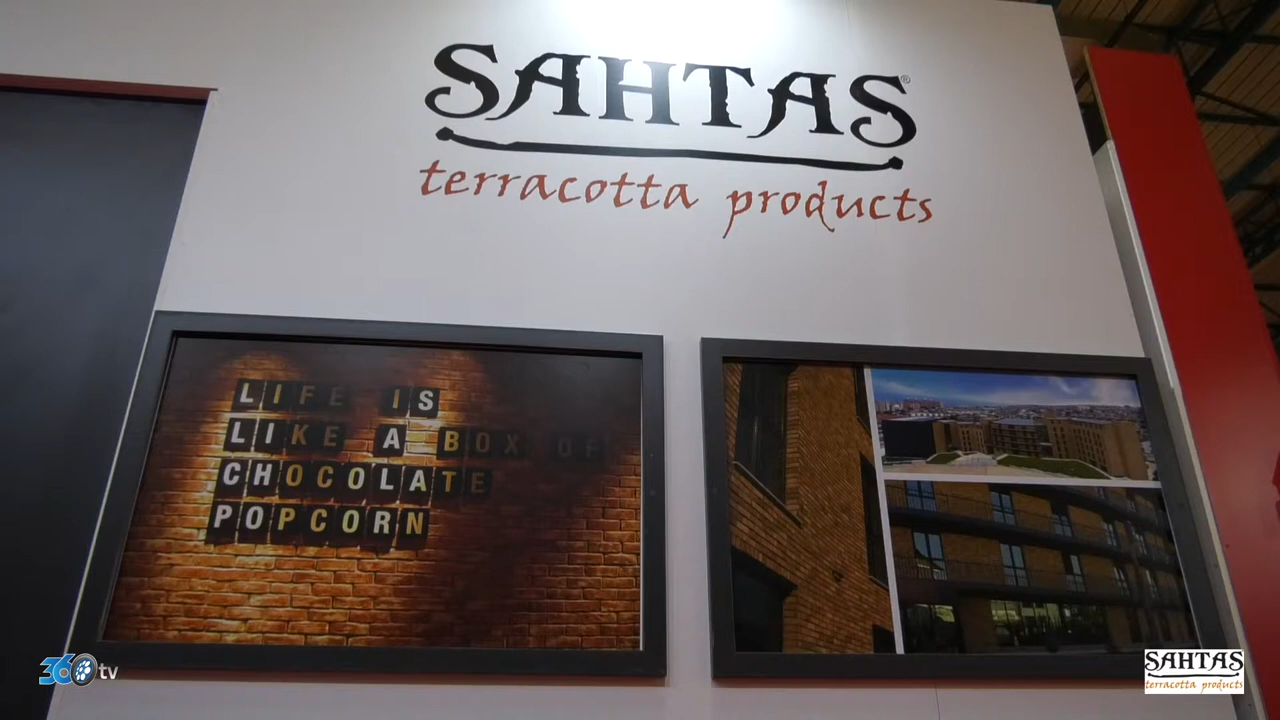 SAHTAS®
terracotta products
LIFE IS
LIKE A BOX OF
CHOCOLATE
POPCORN
360tv
SAHTAS
terracotta products